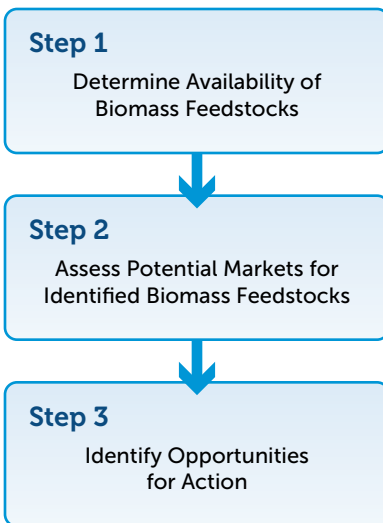 Step 1
Determine Availability of
Biomass Feedstocks
Step 2
Assess Potential Markets for
Identified Biomass Feedstocks
Step 3
Identify Opportunities
for Action